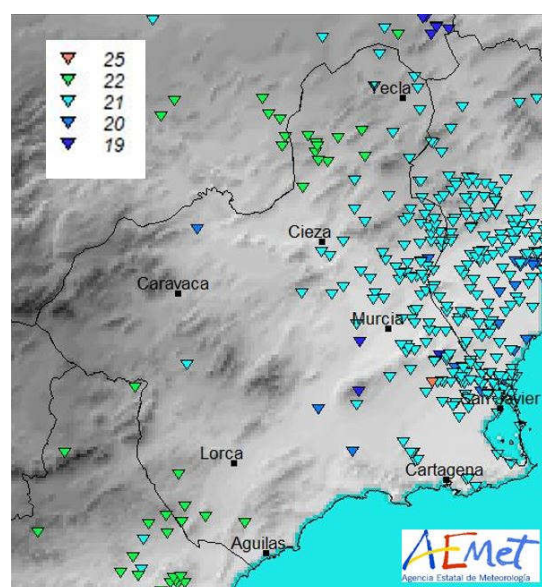 25
22
21
20
19
Yecla
Cieza
Caravaca
Murcia
San Javier
Lorca
Cartagena
Aguilas
AEMet
Agencia Estatal de Meteorología